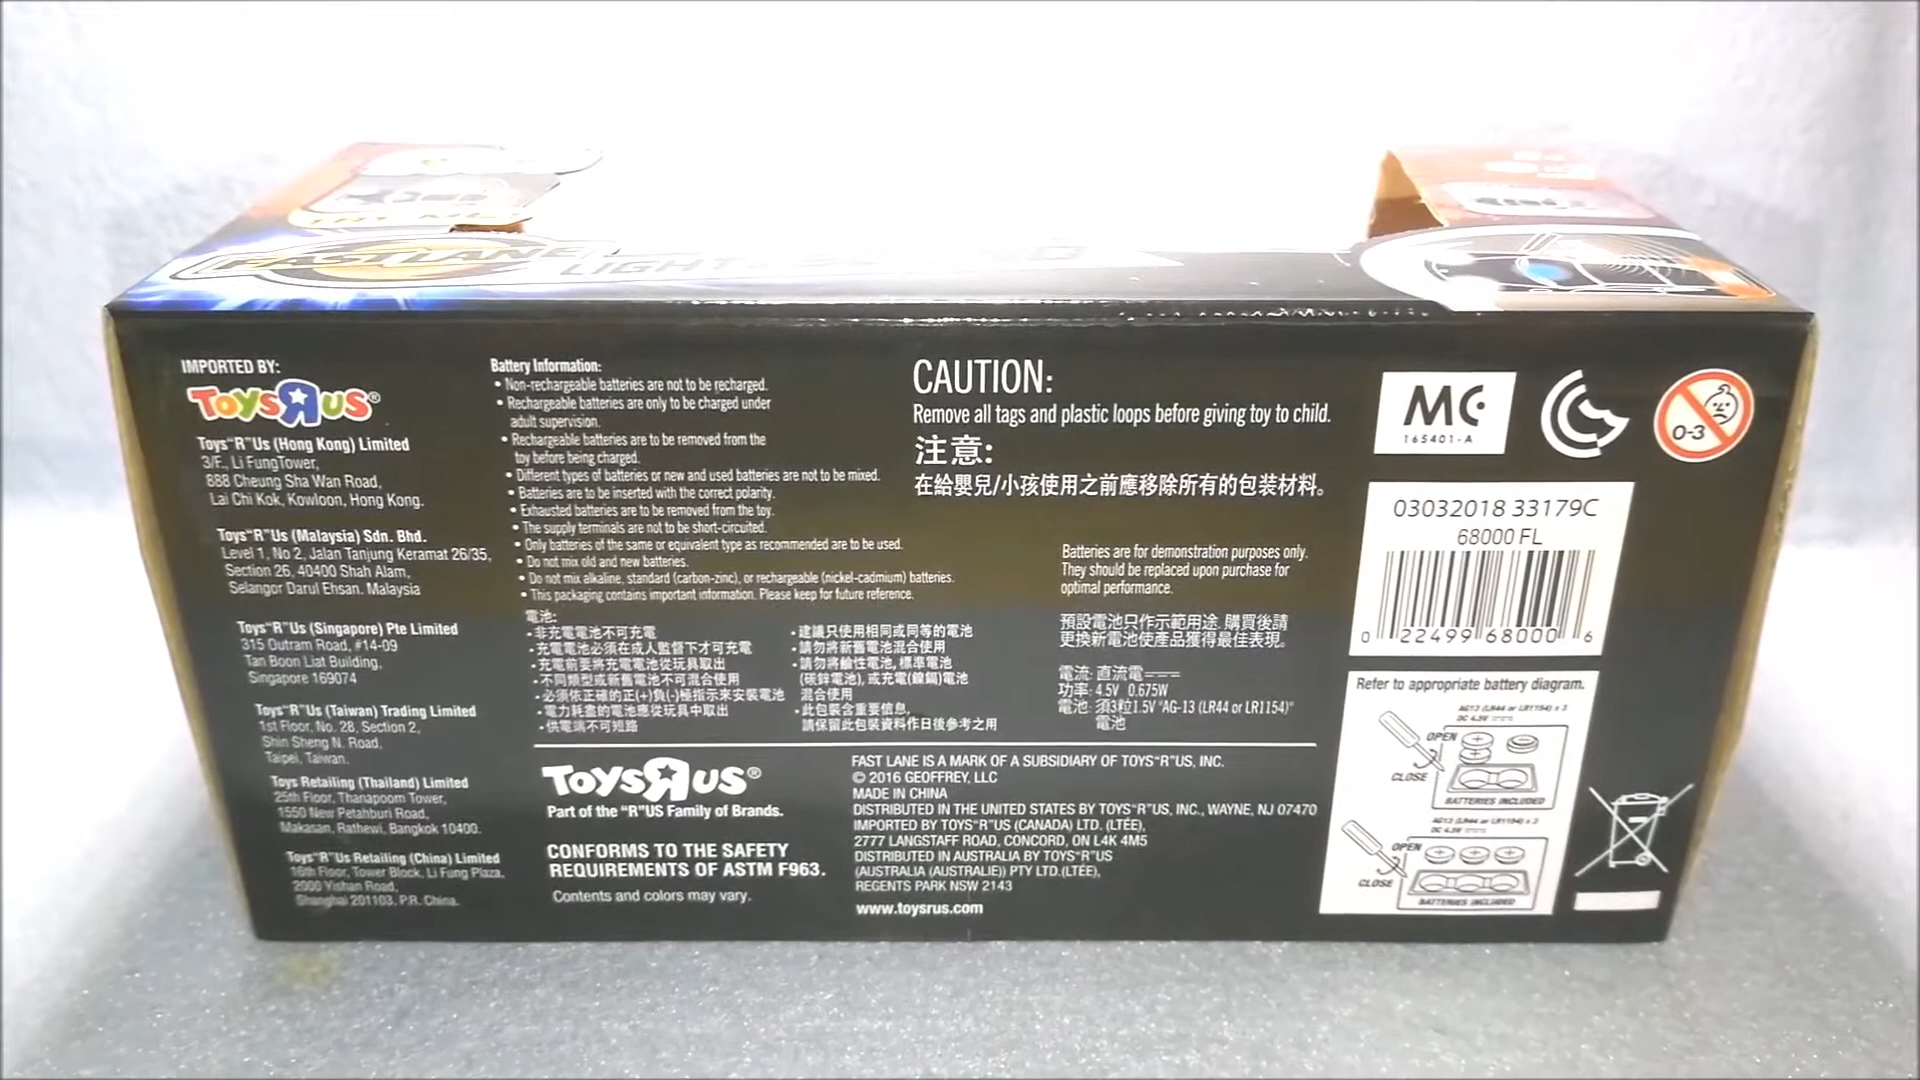 FAST LANE
LIGHT
IMPORTED BY:
ToysRus®
Toys"R"Us (Hong Kong) Limited
3/F., Li FungTower,
888 Cheung Sha Wan Road,
Lai Chi Kok, Kowloon, Hong Kong.
Toys"R"Us (Malaysia) Sdn. Bhd.
Level 1, No 2, Jalan Tanjung Keramat 26/35,
Section 26, 40400 Shah Alam,
Selangor Darul Ehsan. Malaysia
Toys"R"Us (Singapore) Pte Limited
315 Outram Road, #14-09
Tan Boon Liat Building,
Singapore 169074
Toys"R"Us (Taiwan) Trading Limited
1st Floor, No. 28, Section 2,
Shin Sheng N. Road,
Taipei, Taiwan.
Toys Retailing (Thailand) Limited
25th Floor, Thanapoom Tower,
1550 New Petahburi Road,
Makasan, Rathewi, Bangkok 10400.
Toys"R"Us Retailing (China) Limited
16th Floor, Tower Block, Li Fung Plaza,
2000 Yishan Road,
Shanghai 201103, P.R. China.
Battery Information:
• Non-rechargeable batteries are not to be recharged.
• Rechargeable batteries are only to be charged under
adult supervision.
• Rechargeable batteries are to be removed from the
toy before being charged.
• Different types of batteries or new and used batteries are not to be mixed.
• Batteries are to be inserted with the correct polarity.
• Exhausted batteries are to be removed from the toy.
• The supply terminals are not to be short-circuited.
• Only batteries of the same or equivalent type as recommended are to be used.
• Do not mix old and new batteries.
• Do not mix alkaline, standard (carbon-zinc), or rechargeable (nickel-cadmium) batteries.
• This packaging contains important information. Please keep for future reference.
電池:
•非充電電池不可充電
•充電電池必須在成人監督下才可充電
•充電前要將充電電池從玩具取出
•不同類型或新舊電池不可混合使用
•必須依正確的正(+)負(-)極指示來安裝電池
•電力耗盡的電池應從玩具中取出
•供電端不可短路
•建議只使用相同或同等的電池
•請勿將新舊電池混合使用
•請勿將鹼性電池, 標準電池
(碳鋅電池), 或充電(鎳鎘)電池
混合使用
•此包裝含重要信息,
請保留此包裝資料作日後參考之用
CAUTION:
Remove all tags and plastic loops before giving toy to child.
注意:
在給嬰兒/小孩使用之前應移除所有的包裝材料。
Batteries are for demonstration purposes only.
They should be replaced upon purchase for
optimal performance.
預設電池只作示範用途. 購買後請
更換新電池使產品獲得最佳表現。
電流: 直流電
功率: 4.5V 0.675W
電池: 須3粒1.5V "AG-13 (LR44 or LR1154)"
電池
ToysRus®
Part of the "R"US Family of Brands.
CONFORMS TO THE SAFETY
REQUIREMENTS OF ASTM F963.
Contents and colors may vary.
FAST LANE IS A MARK OF A SUBSIDIARY OF TOYS"R"US, INC.
© 2016 GEOFFREY, LLC
MADE IN CHINA
DISTRIBUTED IN THE UNITED STATES BY TOYS"R"US, INC., WAYNE, NJ 07470
IMPORTED BY TOYS"R"US (CANADA) LTD. (LTÉE),
2777 LANGSTAFF ROAD, CONCORD, ON L4K 4M5
DISTRIBUTED IN AUSTRALIA BY TOYS"R"US
(AUSTRALIA (AUSTRALIE)) PTY LTD.(LTÉE),
REGENTS PARK NSW 2143
www.toysrus.com
MC
165401-A
0-3
03032018 33179C
68000 FL
0 22499 68000 6
Refer to appropriate battery diagram.
AG13 (LR44 or LR1154) x 3
DC 4.5V
OPEN
CLOSE
BATTERIES INCLUDED
AG13 (LR44 or LR1154) x 3
DC 4.5V
OPEN
CLOSE
BATTERIES INCLUDED